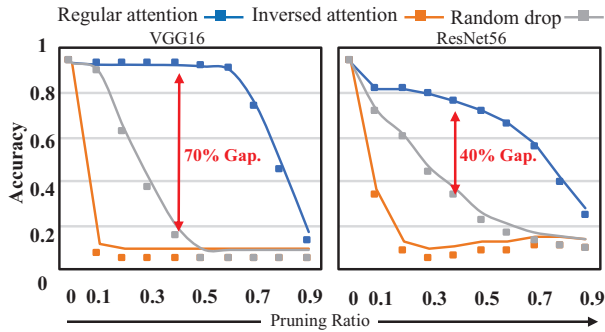 Regular attention Inversed attention Random drop
VGG16 ResNet56
1
0.8
0.6
0.4
0.2
0
Accuracy
70% Gap.
40% Gap.
0 0.1 0.3 0.5 0.7 0.9 0 0.1 0.3 0.5 0.7 0.9
Pruning Ratio